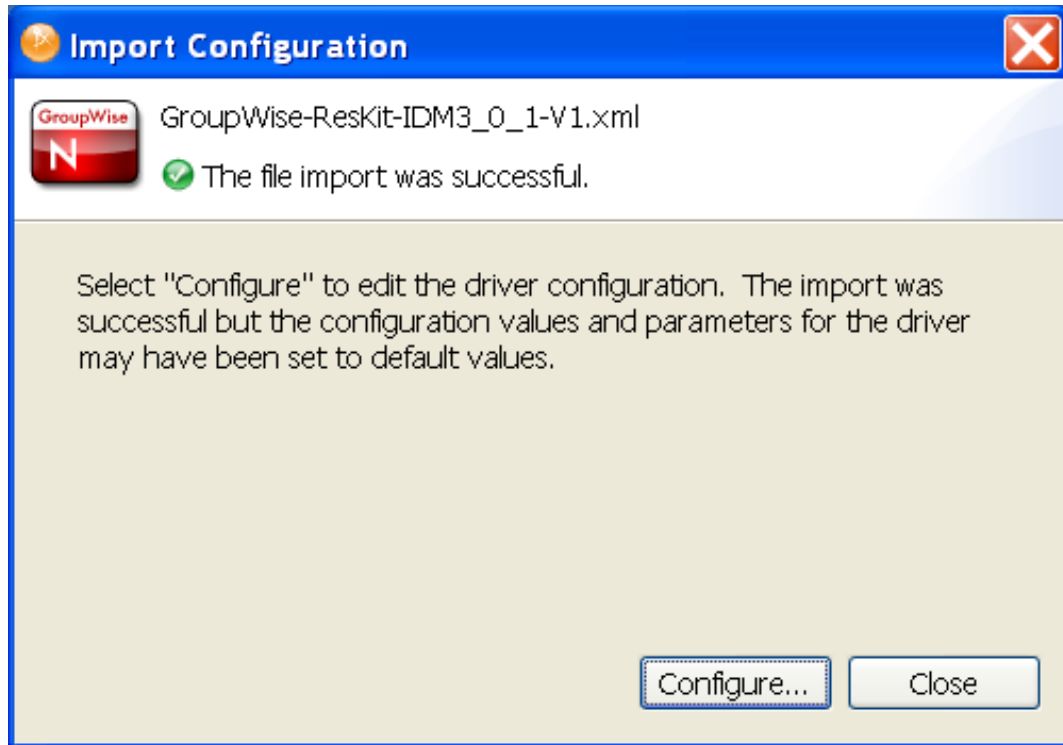 Import Configuration
GroupWise
N
GroupWise-ResKit-IDM3_0_1-V1.xml
The file import was successful.
Select "Configure" to edit the driver configuration.  The import was
successful but the configuration values and parameters for the driver
may have been set to default values.
Configure...
Close